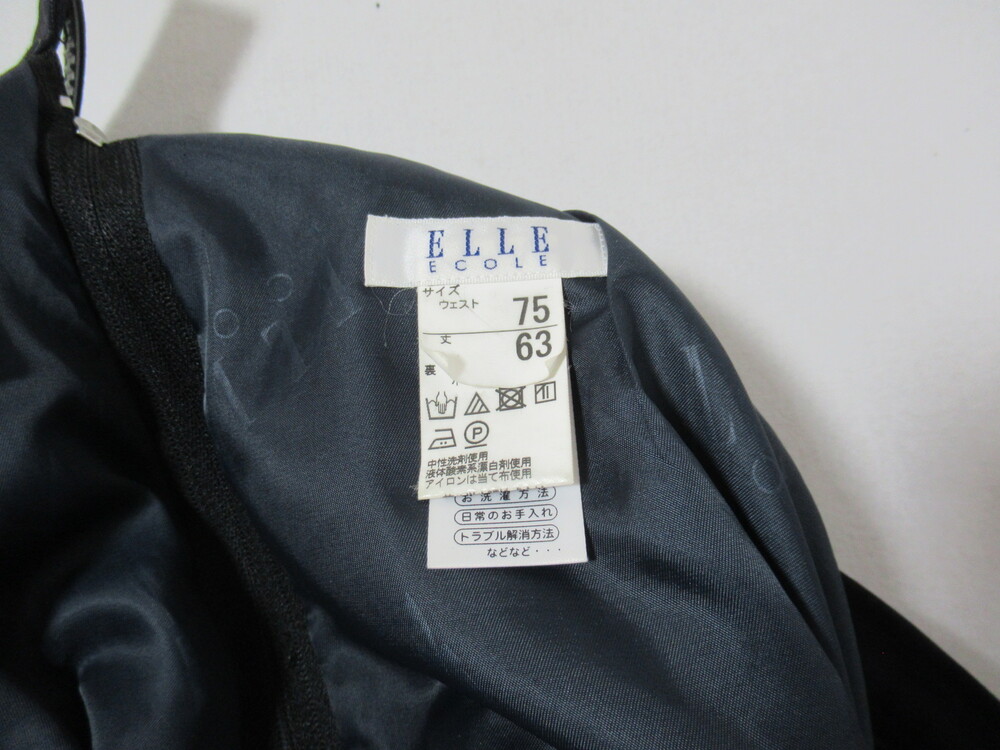 ELLE
ECOLE
サイズ
ウエスト 75
丈 63
裏
P
中性洗剤使用
液体酸素系漂白剤使用
アイロンは当て布使用
お洗濯方法
日常のお手入れ
トラブル解消方法
などなど・・・